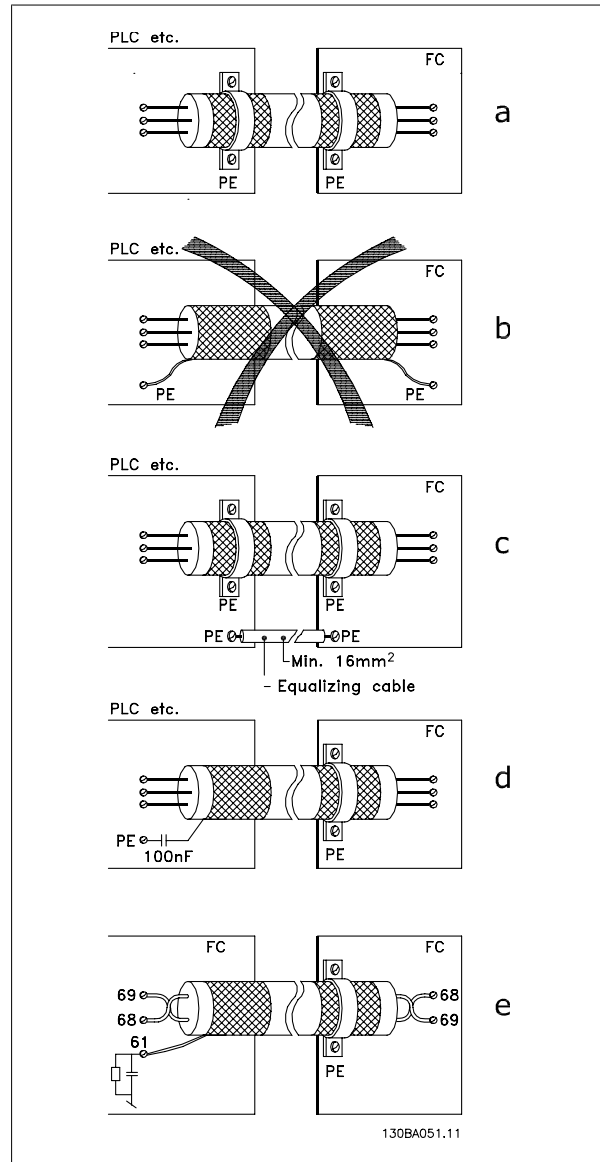 PLC etc.
FC
PE
PE
a
PLC etc.
FC
PE
PE
b
PLC etc.
FC
PE
PE
c
PE
PE
Min. 16mm²
Equalizing cable
PLC etc.
FC
d
PE
100nF
PE
FC
FC
69
68
68
69
e
61
PE
130BA051.11